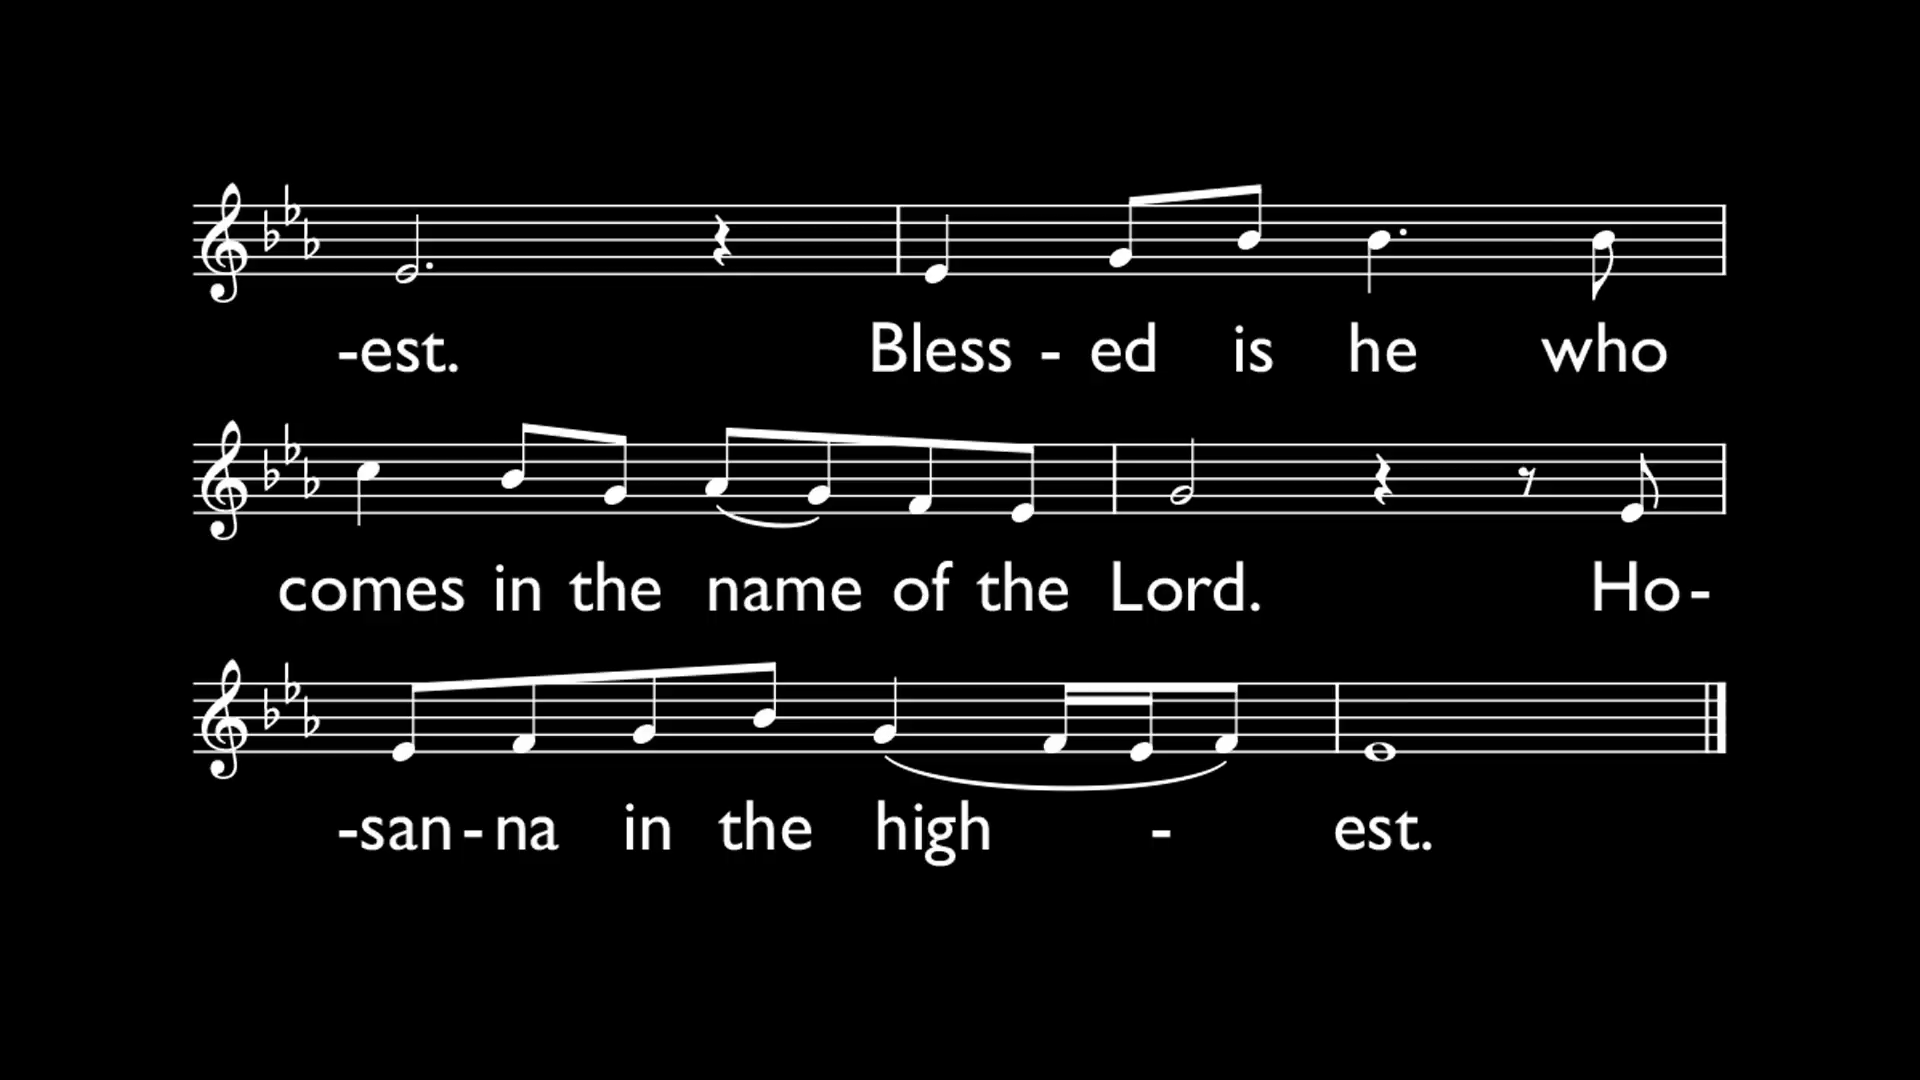 -est. Bless - ed is he who
comes in the name of the Lord. Ho-
-san-na in the high - est.